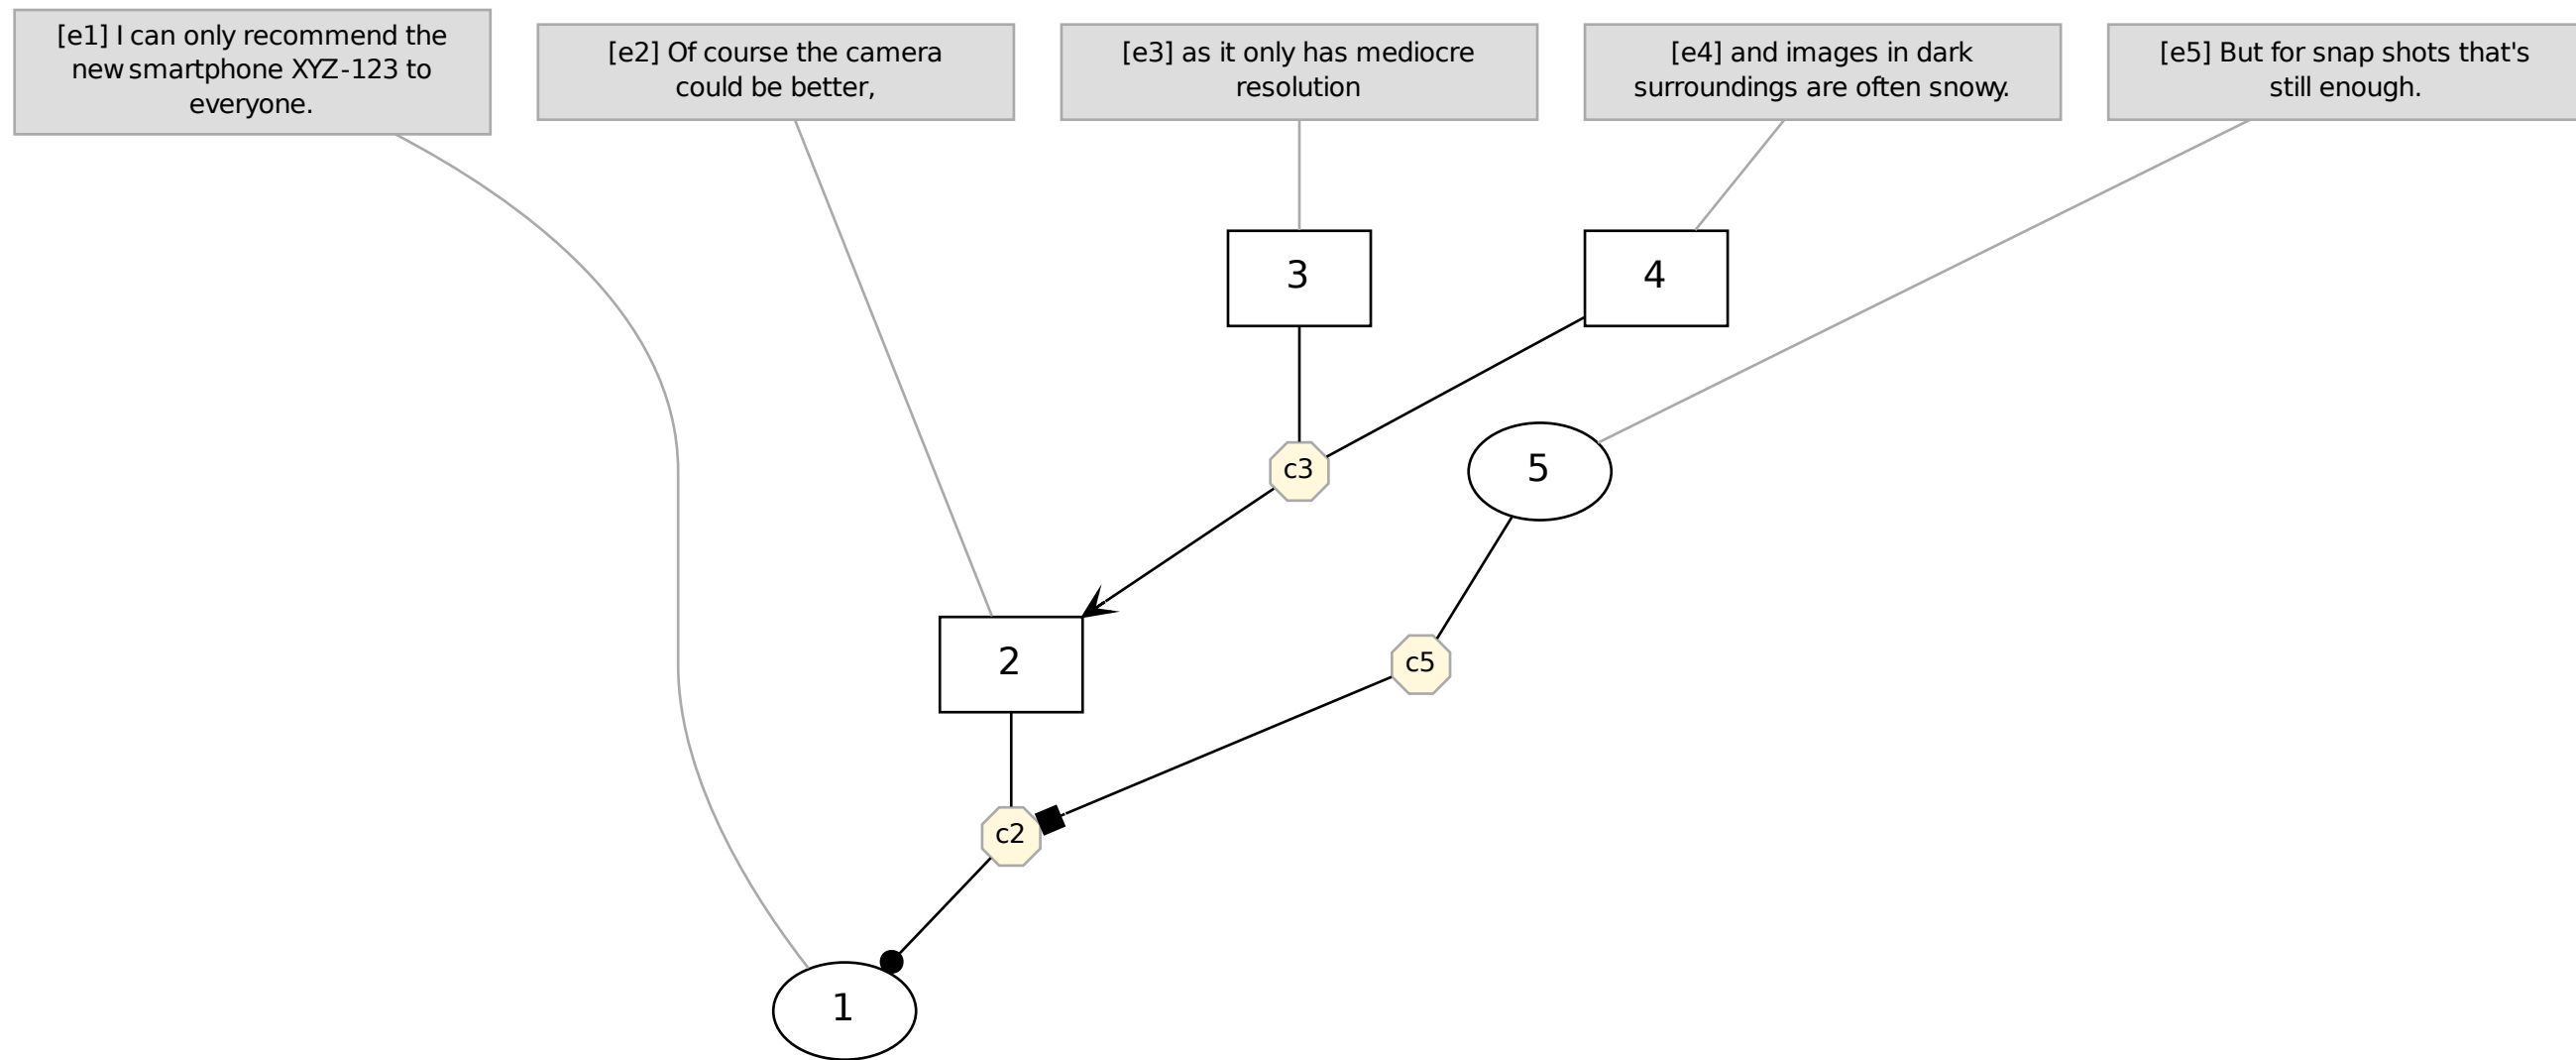 [e1] I can only recommend the
new smartphone XYZ-123 to
everyone.
[e2] Of course the camera
could be better,
[e3] as it only has mediocre
resolution
[e4] and images in dark
surroundings are often snowy.
[e5] But for snap shots that's
still enough.
3
4
c3
5
2
c5
c2
1